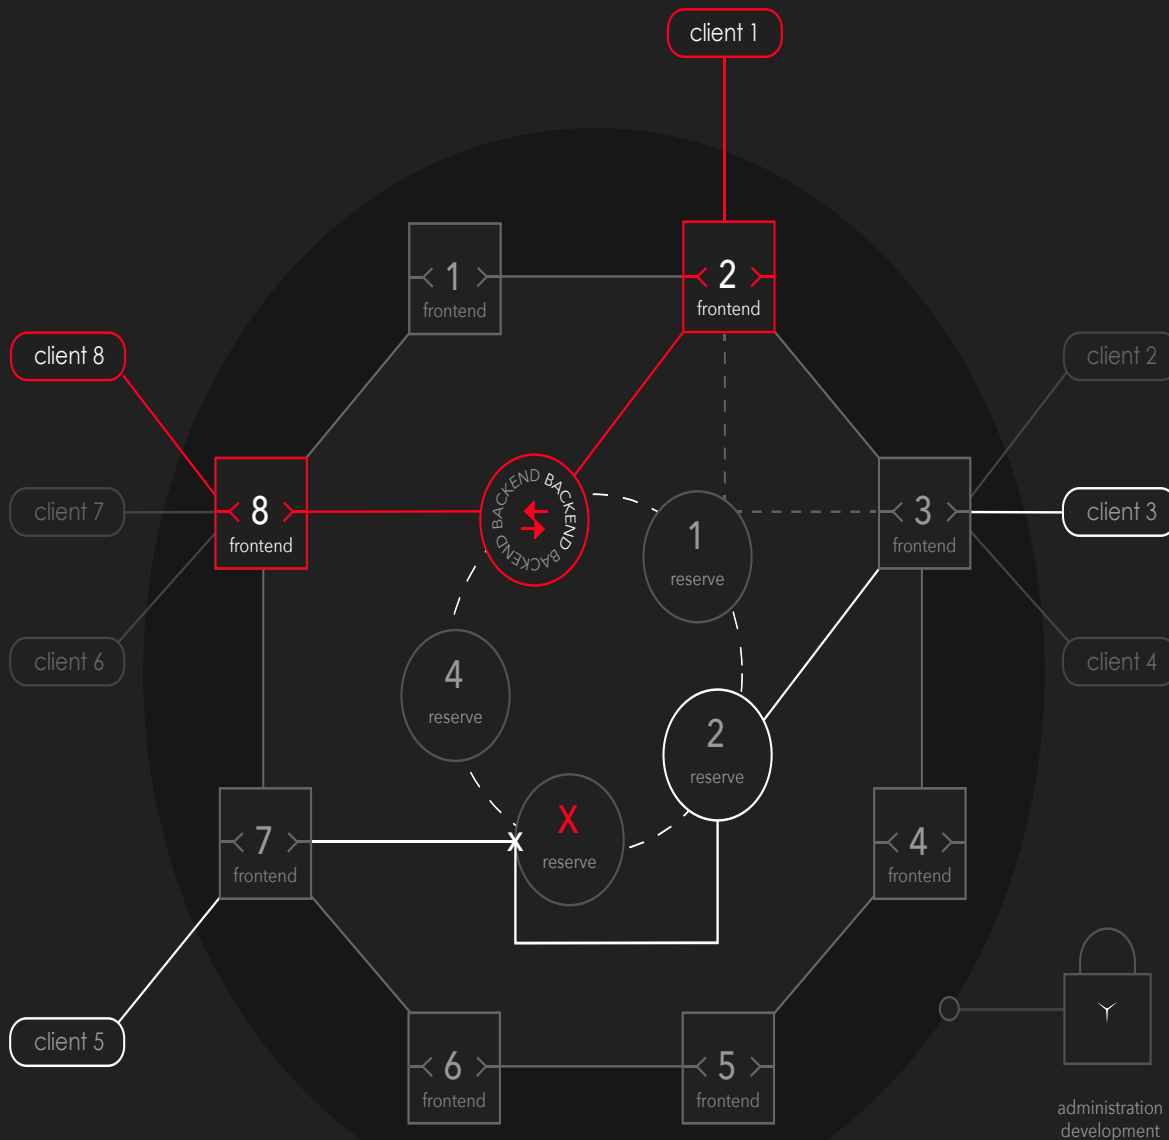 client 1
1
frontend
2
frontend
client 8
client 2
BACKEND BACKEND BACKEND
8
frontend
client 7
1
reserve
3
frontend
client 3
client 6
4
reserve
2
reserve
client 4
7
frontend
x
X
reserve
4
frontend
client 5
6
frontend
5
frontend
administration
development